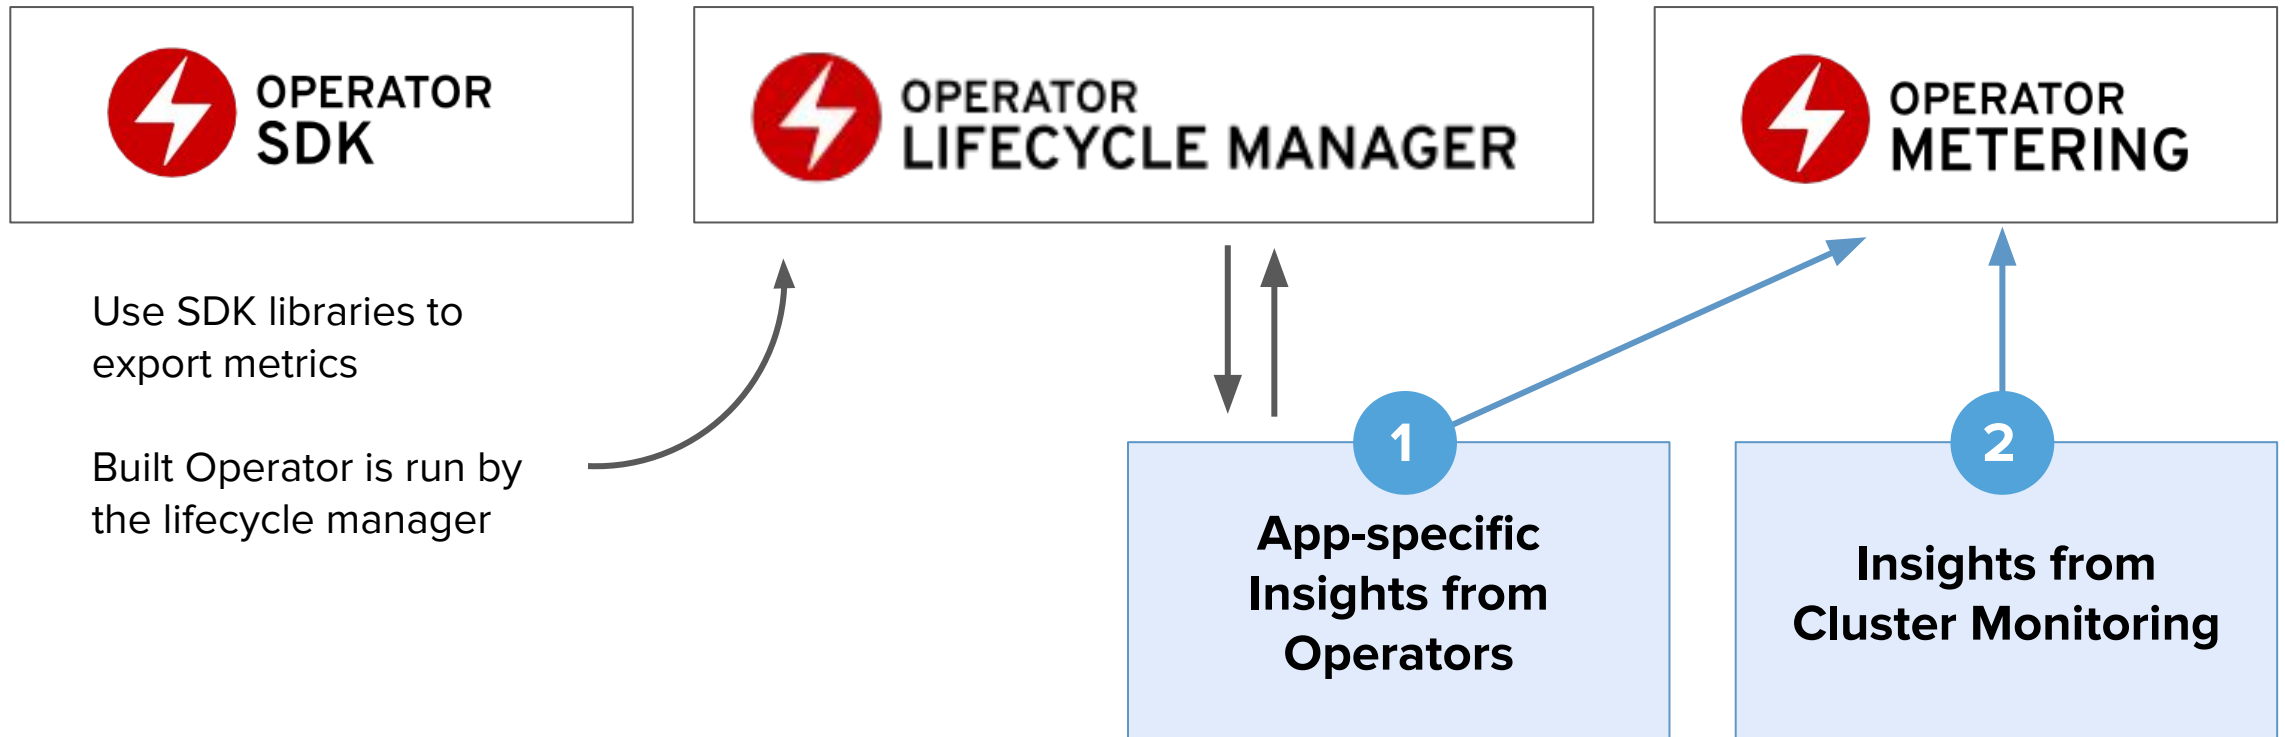 OPERATOR
SDK
OPERATOR
LIFECYCLE MANAGER
OPERATOR
METERING
Use SDK libraries to
export metrics
Built Operator is run by
the lifecycle manager
1
App-specific
Insights from
Operators
2
Insights from
Cluster Monitoring